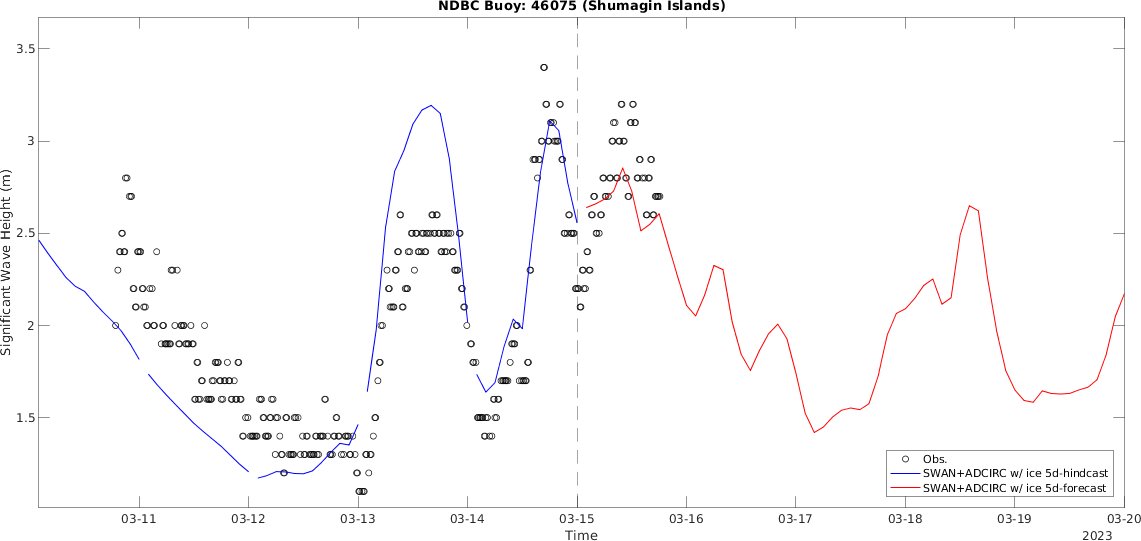 NDBC Buoy: 46075 (Shumagin Islands)
Significant Wave Height (m)
3.5
3
2.5
2
1.5
Obs.
SWAN+ADCIRC w/ ice 5d-hindcast
SWAN+ADCIRC w/ ice 5d-forecast
03-11 03-12 03-13 03-14 03-15 03-16 03-17 03-18 03-19 03-20
Time 2023